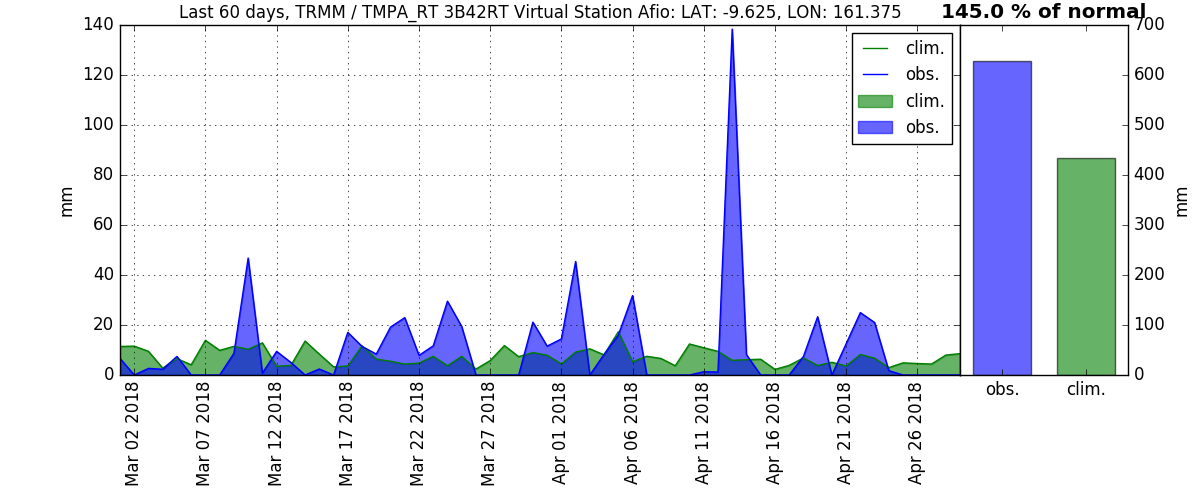 Last 60 days, TRMM / TMPA_RT 3B42RT Virtual Station Afio: LAT: -9.625, LON: 161.375
145.0 % of normal
mm
140
120
100
80
60
40
20
0
clim.
obs.
clim.
obs.
700
600
500
400
300
200
100
0
mm
Mar 02 2018
Mar 07 2018
Mar 12 2018
Mar 17 2018
Mar 22 2018
Mar 27 2018
Apr 01 2018
Apr 06 2018
Apr 11 2018
Apr 16 2018
Apr 21 2018
Apr 26 2018
obs.
clim.